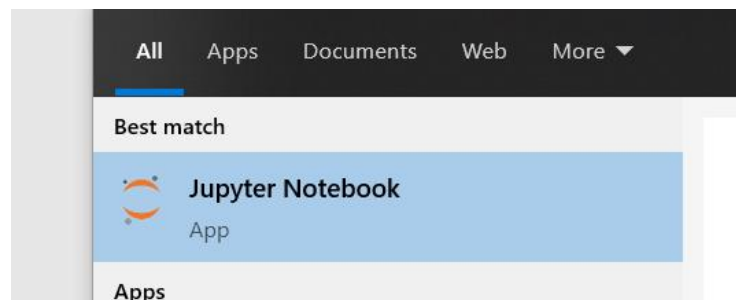 All Apps Documents Web More
Best match
Jupyter Notebook
App
Apps